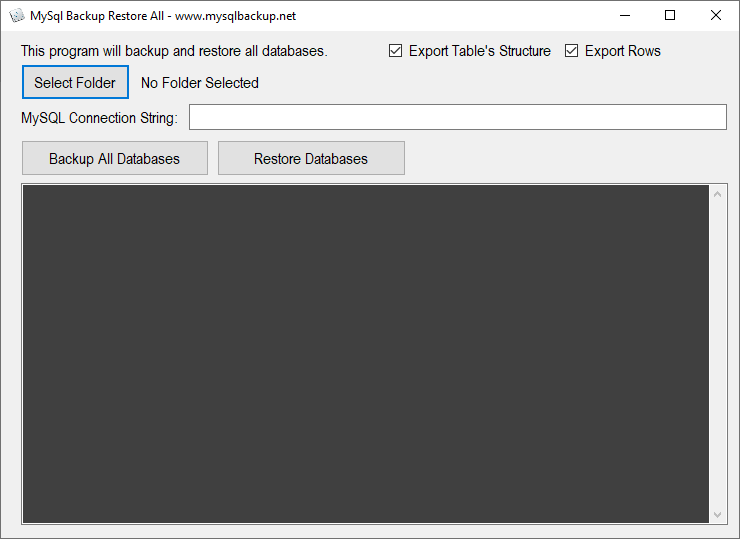 MySql Backup Restore All - www.mysqlbackup.net
This program will backup and restore all databases. Export Table's Structure Export Rows
Select Folder No Folder Selected
MySQL Connection String:
Backup All Databases Restore Databases